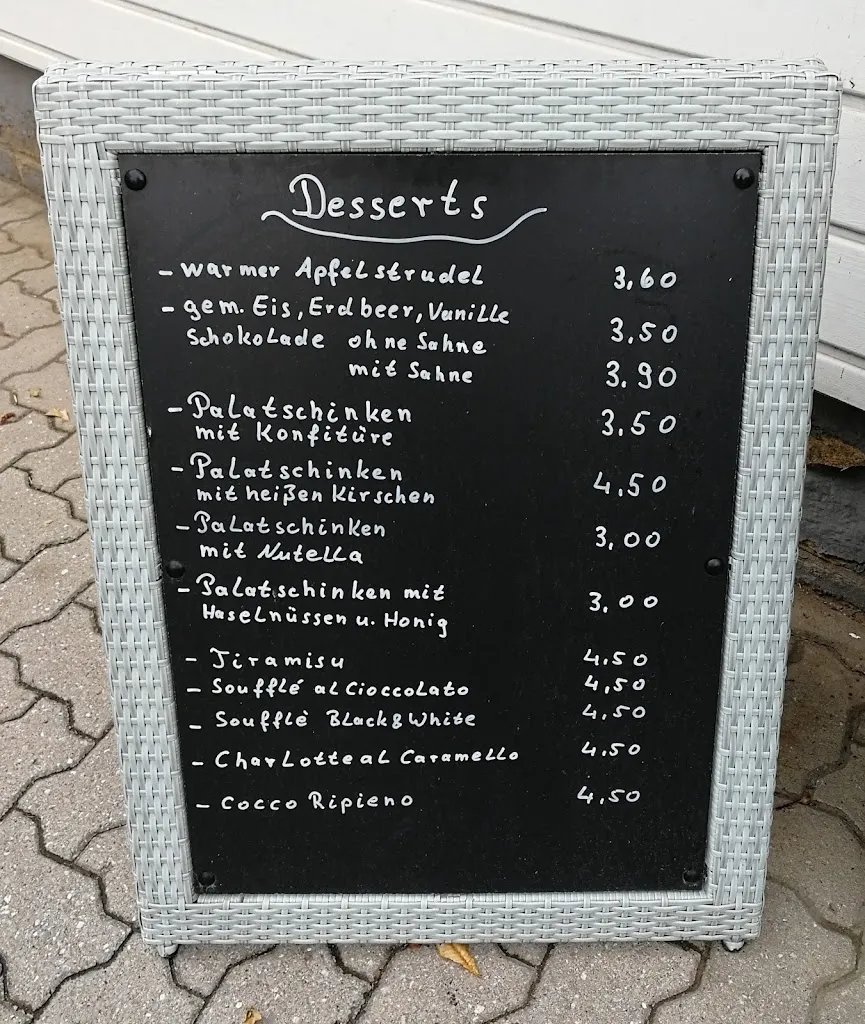 Desserts
- warmer Apfelstrudel 3,60
- gem. Eis, Erdbeer, Vanille
Schokolade ohne Sahne 3,50
mit Sahne 3,90
- Palatschinken
mit Konfitüre 3,50
- Palatschinken
mit heißen Kirschen 4,50
- Palatschinken
mit Nutella 3,00
- Palatschinken mit
Haselnüssen u. Honig 3,00
- Tiramisu 4,50
- Soufflé al Cioccolato 4,50
- Soufflè Black&White 4,50
- Charlotte al Caramello 4,50
- Cocco Ripieno 4,50